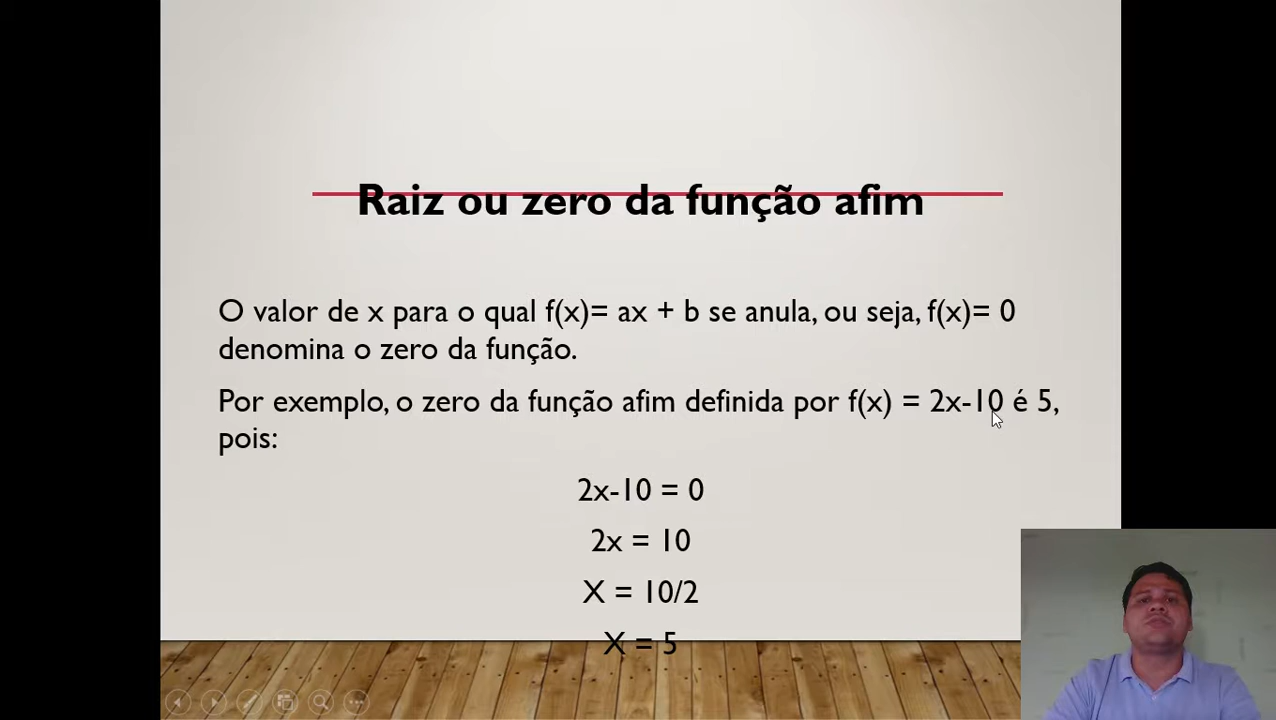 Raiz ou zero da função afim
O valor de x para o qual f(x)= ax + b se anula, ou seja, f(x)= 0
denomina o zero da função.
Por exemplo, o zero da função afim definida por f(x) = 2x-10 é 5,
pois:
2x-10 = 0
2x = 10
X = 10/2
X = 5